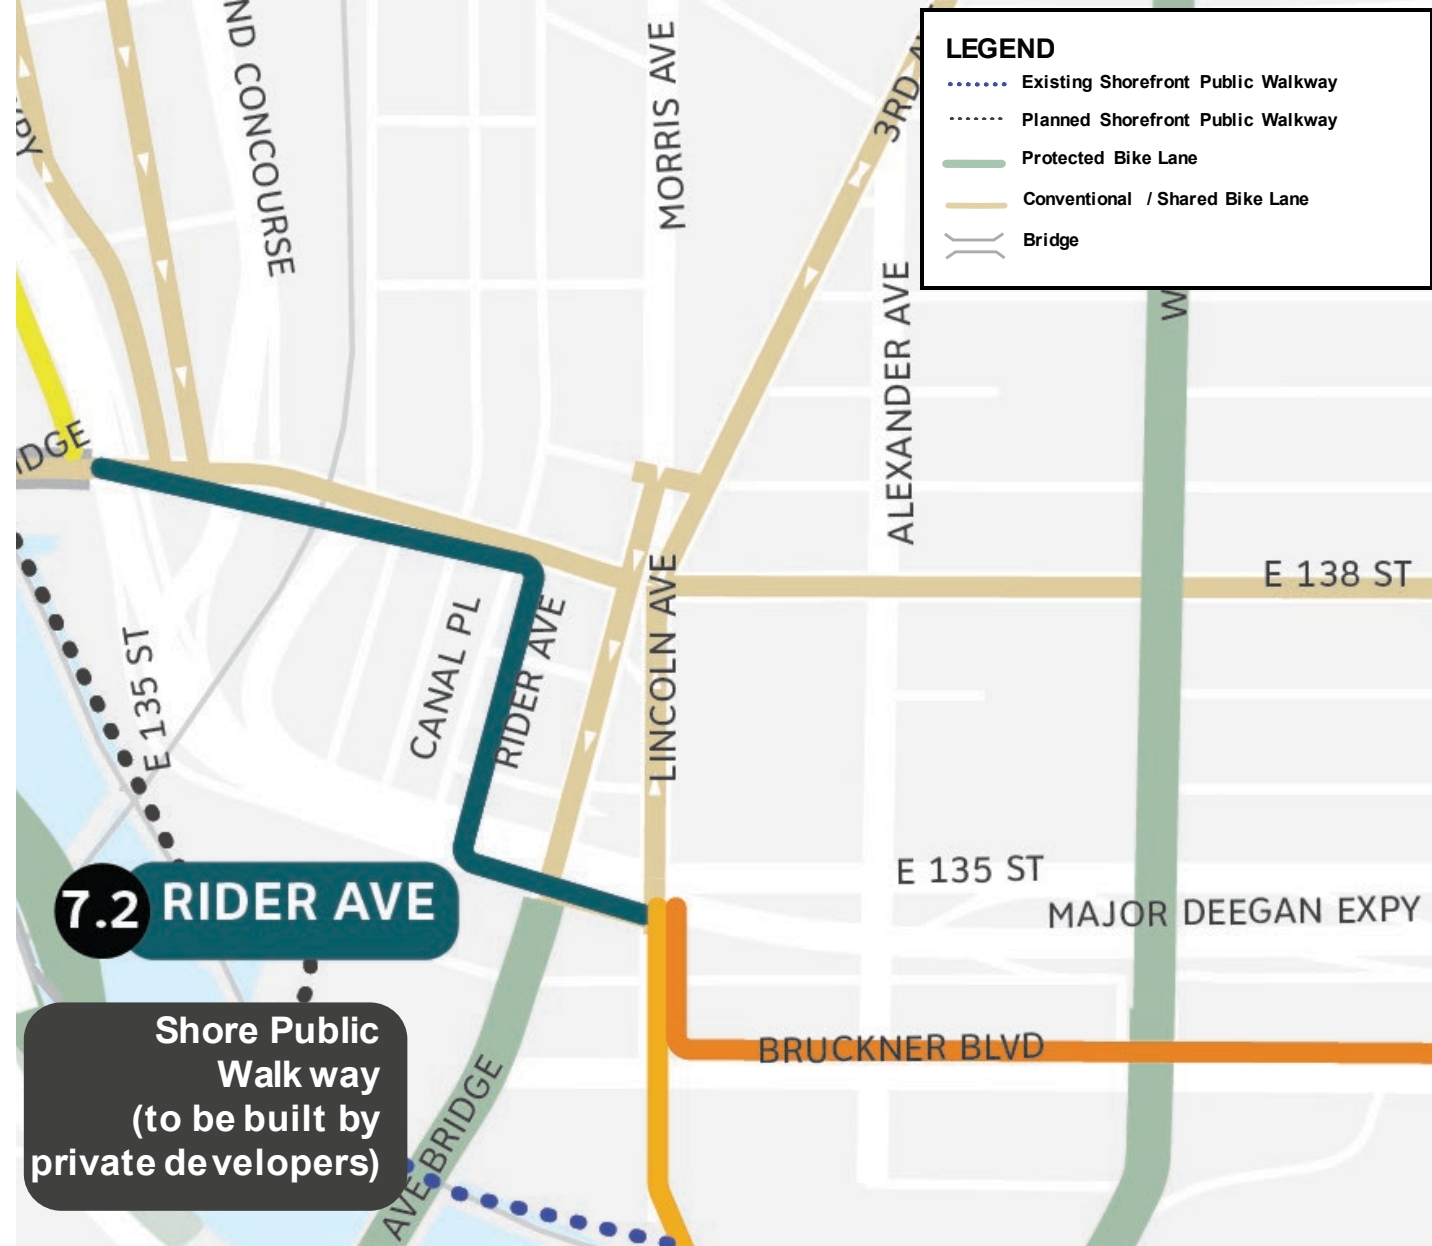 ND CONCOURSE
MORRIS AVE
3RD
LEGEND
Existing Shorefront Public Walkway
Planned Shorefront Public Walkway
Protected Bike Lane
Conventional / Shared Bike Lane
Bridge
XPY
W
ALEXANDER AVE
IDGE
E 138 ST
LINCOLN AVE
CANAL PL
RIDER AVE
E 135 ST
E 135 ST
7.2 RIDER AVE
MAJOR DEEGAN EXPY
Shore Public
Walk way
(to be built by
private developers)
BRUCKNER BLVD
AVE BRIDGE